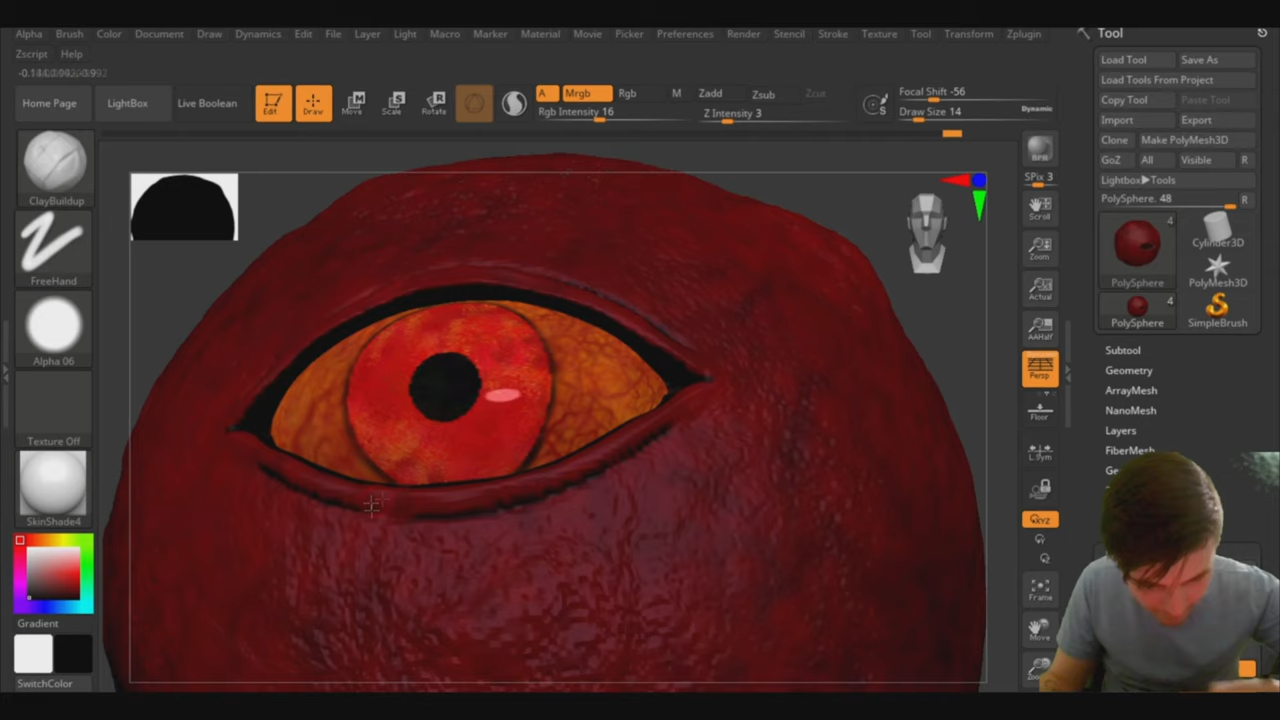 Alpha Brush Color Document Draw Dynamics Edit File Layer Light Macro Marker Material Movie Picker Preferences Render Stencil Stroke Texture Tool Transform Zplugin
Zscript Help
Home Page
LightBox
Live Boolean
Edit
Draw
Move
Scale
Rotate
A
Mrgb
Rgb
M
Zadd
Zsub
Zcut
Rgb Intensity 16
Z Intensity 3
Focal Shift -56
Draw Size 14
Dynamic
ClayBuildup
FreeHand
Alpha 06
Texture Off
SkinShade4
Gradient
SwitchColor
BPR
SPix 3
Scroll
Zoom
Actual
AAHalf
Persp
Floor
L.Sym
XYZ
Frame
Move
Tool
Load Tool Save As
Load Tools From Project
Copy Tool Paste Tool
Import Export
Clone Make PolyMesh3D
GoZ All Visible R
Lightbox▶Tools
PolySphere. 48 R
4
PolySphere
Cylinder3D
PolyMesh3D
4
PolySphere
SimpleBrush
Subtool
Geometry
ArrayMesh
NanoMesh
Layers
FiberMesh